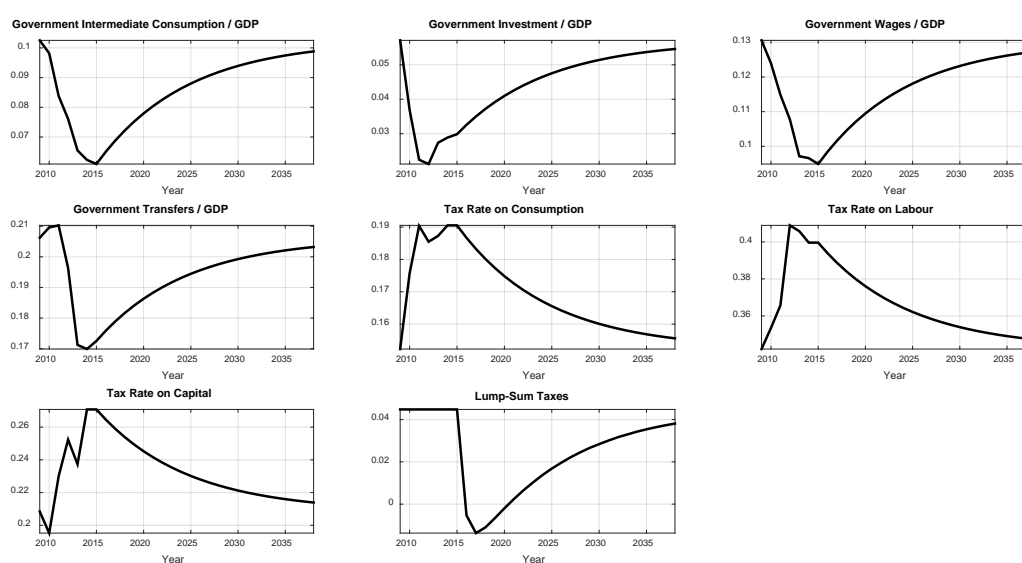 Government Intermediate Consumption / GDP
0.1
0.09
0.08
0.07
2010 2015 2020 2025 2030 2035
Year
Government Investment / GDP
0.05
0.04
0.03
2010 2015 2020 2025 2030 2035
Year
Government Wages / GDP
0.13
0.12
0.11
0.1
2010 2015 2020 2025 2030 2035
Year
Government Transfers / GDP
0.21
0.2
0.19
0.18
0.17
2010 2015 2020 2025 2030 2035
Year
Tax Rate on Consumption
0.19
0.18
0.17
0.16
2010 2015 2020 2025 2030 2035
Year
Tax Rate on Labour
0.4
0.38
0.36
2010 2015 2020 2025 2030 2035
Year
Tax Rate on Capital
0.26
0.24
0.22
0.2
2010 2015 2020 2025 2030 2035
Year
Lump-Sum Taxes
0.04
0.02
0
2010 2015 2020 2025 2030 2035
Year